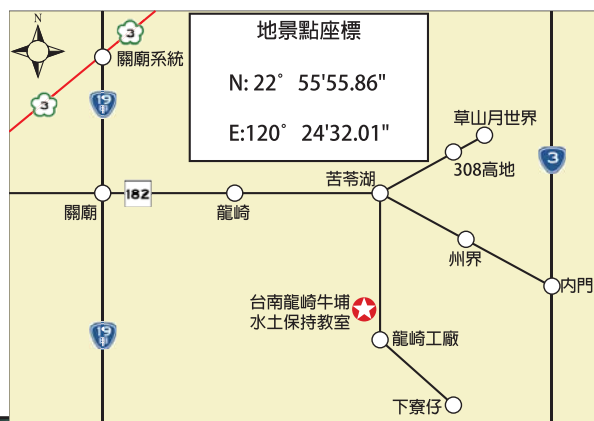 地景點座標
N: 22° 55'55.86"
E:120° 24'32.01"
3
關廟系統
3
19
甲
草山月世界
308高地
3
苦苓湖
182
關廟
龍崎
州界
內門
台南龍崎牛埔
水土保持教室
19
甲
龍崎工廠
下寮仔